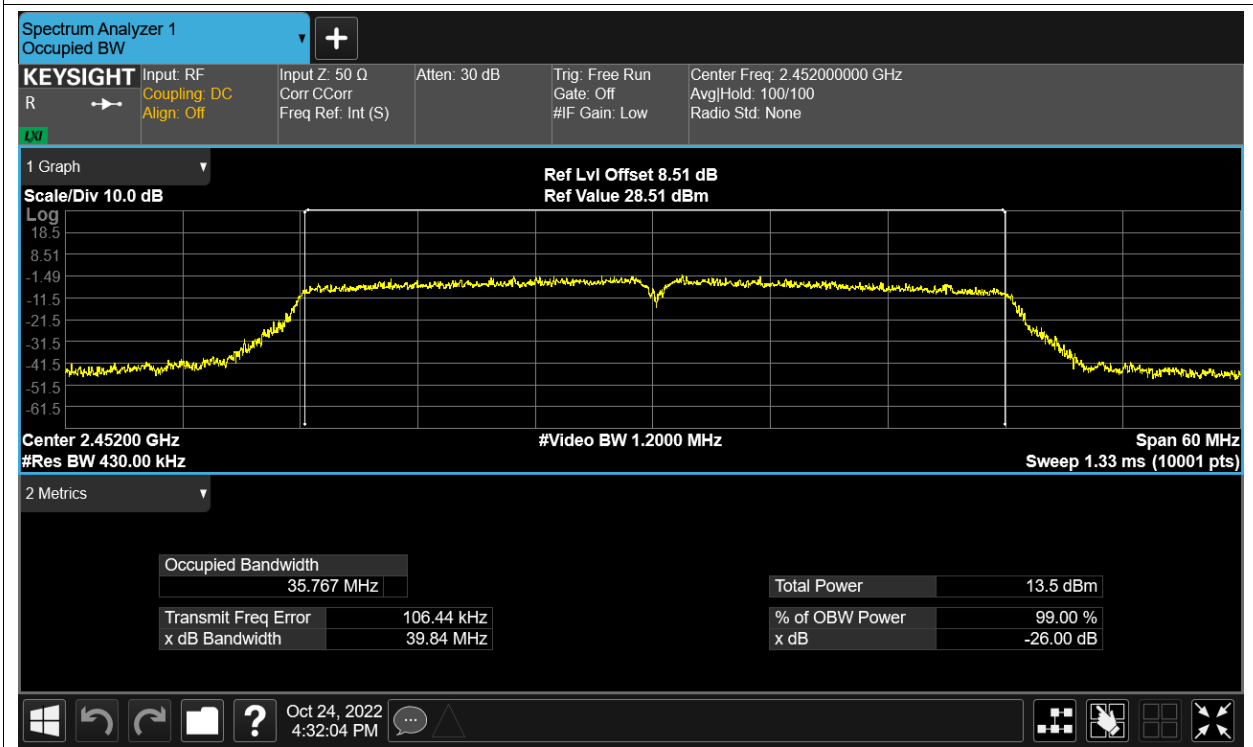 Spectrum Analyzer 1
Occupied BW
KEYSIGHT
R
LXI
Input: RF
Coupling: DC
Align: Off
Input Z: 50 Ω
Corr CCorr
Freq Ref: Int (S)
Atten: 30 dB
Trig: Free Run
Gate: Off
#IF Gain: Low
Center Freq: 2.452000000 GHz
Avg|Hold: 100/100
Radio Std: None
1 Graph
Scale/Div 10.0 dB
Ref Lvl Offset 8.51 dB
Ref Value 28.51 dBm
Log
18.5
8.51
-1.49
-11.5
-21.5
-31.5
-41.5
-51.5
-61.5
Center 2.45200 GHz
#Video BW 1.2000 MHz
Span 60 MHz
#Res BW 430.00 kHz
Sweep 1.33 ms (10001 pts)
2 Metrics
Occupied Bandwidth
35.767 MHz
Transmit Freq Error 106.44 kHz
x dB Bandwidth 39.84 MHz
Total Power 13.5 dBm
% of OBW Power 99.00 %
x dB -26.00 dB
?
Oct 24, 2022
4:32:04 PM